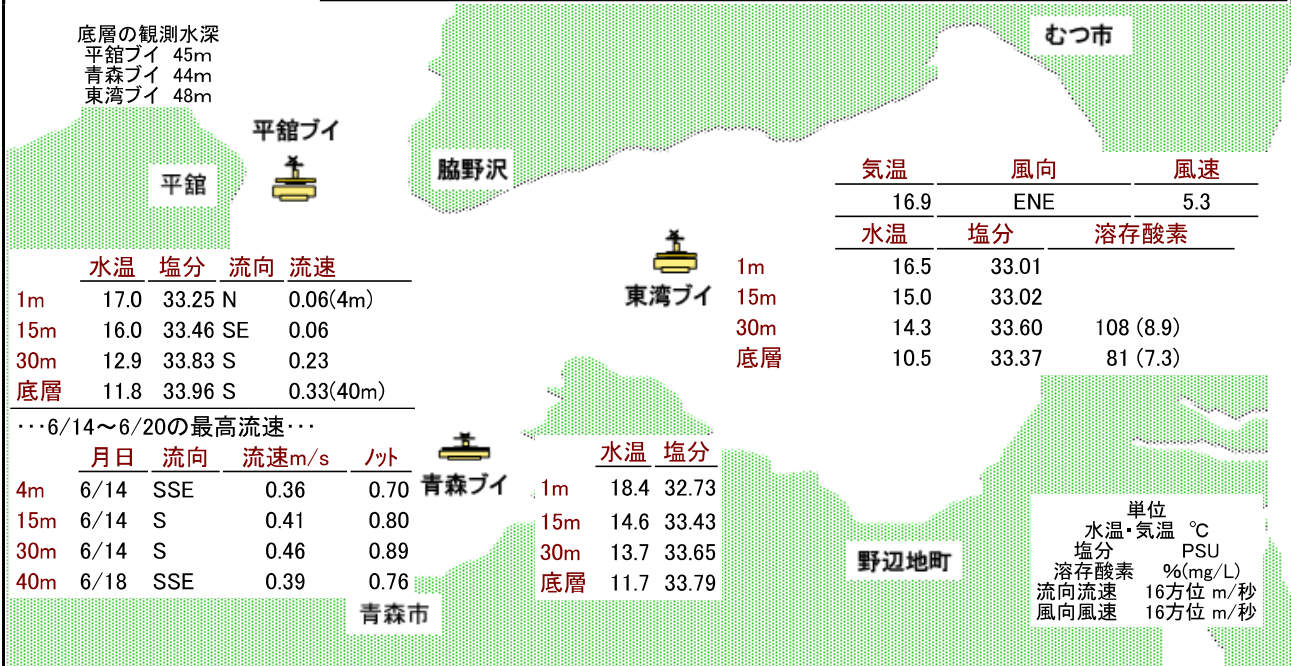 底層の観測水深
平舘ブイ 45m
青森ブイ 44m
東湾ブイ 48m
むつ市
平舘ブイ
平舘
脇野沢
気温 風向 風速
16.9 ENE 5.3
水温 塩分 溶存酸素
1m 16.5 33.01
15m 15.0 33.02
30m 14.3 33.60 108 (8.9)
底層 10.5 33.37 81 (7.3)
東湾ブイ
水温 塩分 流向 流速
1m 17.0 33.25 N 0.06(4m)
15m 16.0 33.46 SE 0.06
30m 12.9 33.83 S 0.23
底層 11.8 33.96 S 0.33(40m)
･･･6/14～6/20の最高流速･･･
月日 流向 流速m/s ノット
4m 6/14 SSE 0.36 0.70
15m 6/14 S 0.41 0.80
30m 6/14 S 0.46 0.89
40m 6/18 SSE 0.39 0.76
青森ブイ
水温 塩分
1m 18.4 32.73
15m 14.6 33.43
30m 13.7 33.65
底層 11.7 33.79
青森市
野辺地町
単位
水温・気温 ℃
塩分 PSU
溶存酸素 %(mg/L)
流向流速 16方位 m/秒
風向風速 16方位 m/秒